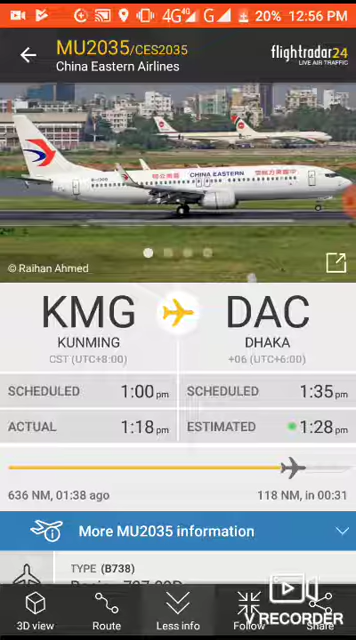 4G 4G G 20% 12:56 PM
MU2035/CES2035
China Eastern Airlines
flightradar24
LIVE AIR TRAFFIC
CHINA EASTERN
© Raihan Ahmed
KMG DAC
KUNMING DHAKA
CST (UTC+8:00) +06 (UTC+6:00)
SCHEDULED 1:00 pm SCHEDULED 1:35 pm
ACTUAL 1:18 pm ESTIMATED 1:28 pm
636 NM, 01:38 ago 118 NM, in 00:31
More MU2035 information
TYPE (B738)
V RECORDER
3D view Route Less info Follow Share